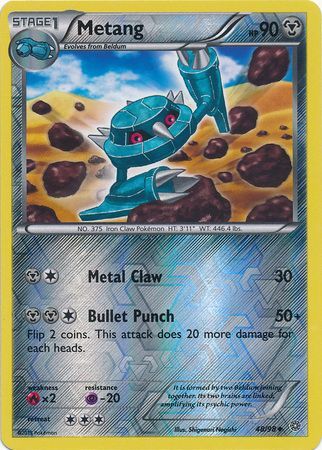 STAGE1
Metang
HP90
Evolves from Beldum
NO. 375 Iron Claw Pokémon HT: 3'11" WT: 446.4 lbs.
Metal Claw 30
Bullet Punch 50+
Flip 2 coins. This attack does 20 more damage for
each heads.
weakness
×2
resistance
-20
retreat
It is formed by two Beldum joining
together. Its two brains are linked,
amplifying its psychic power.
Illus. Shigenori Negishi
48/98
©2015 Pokémon